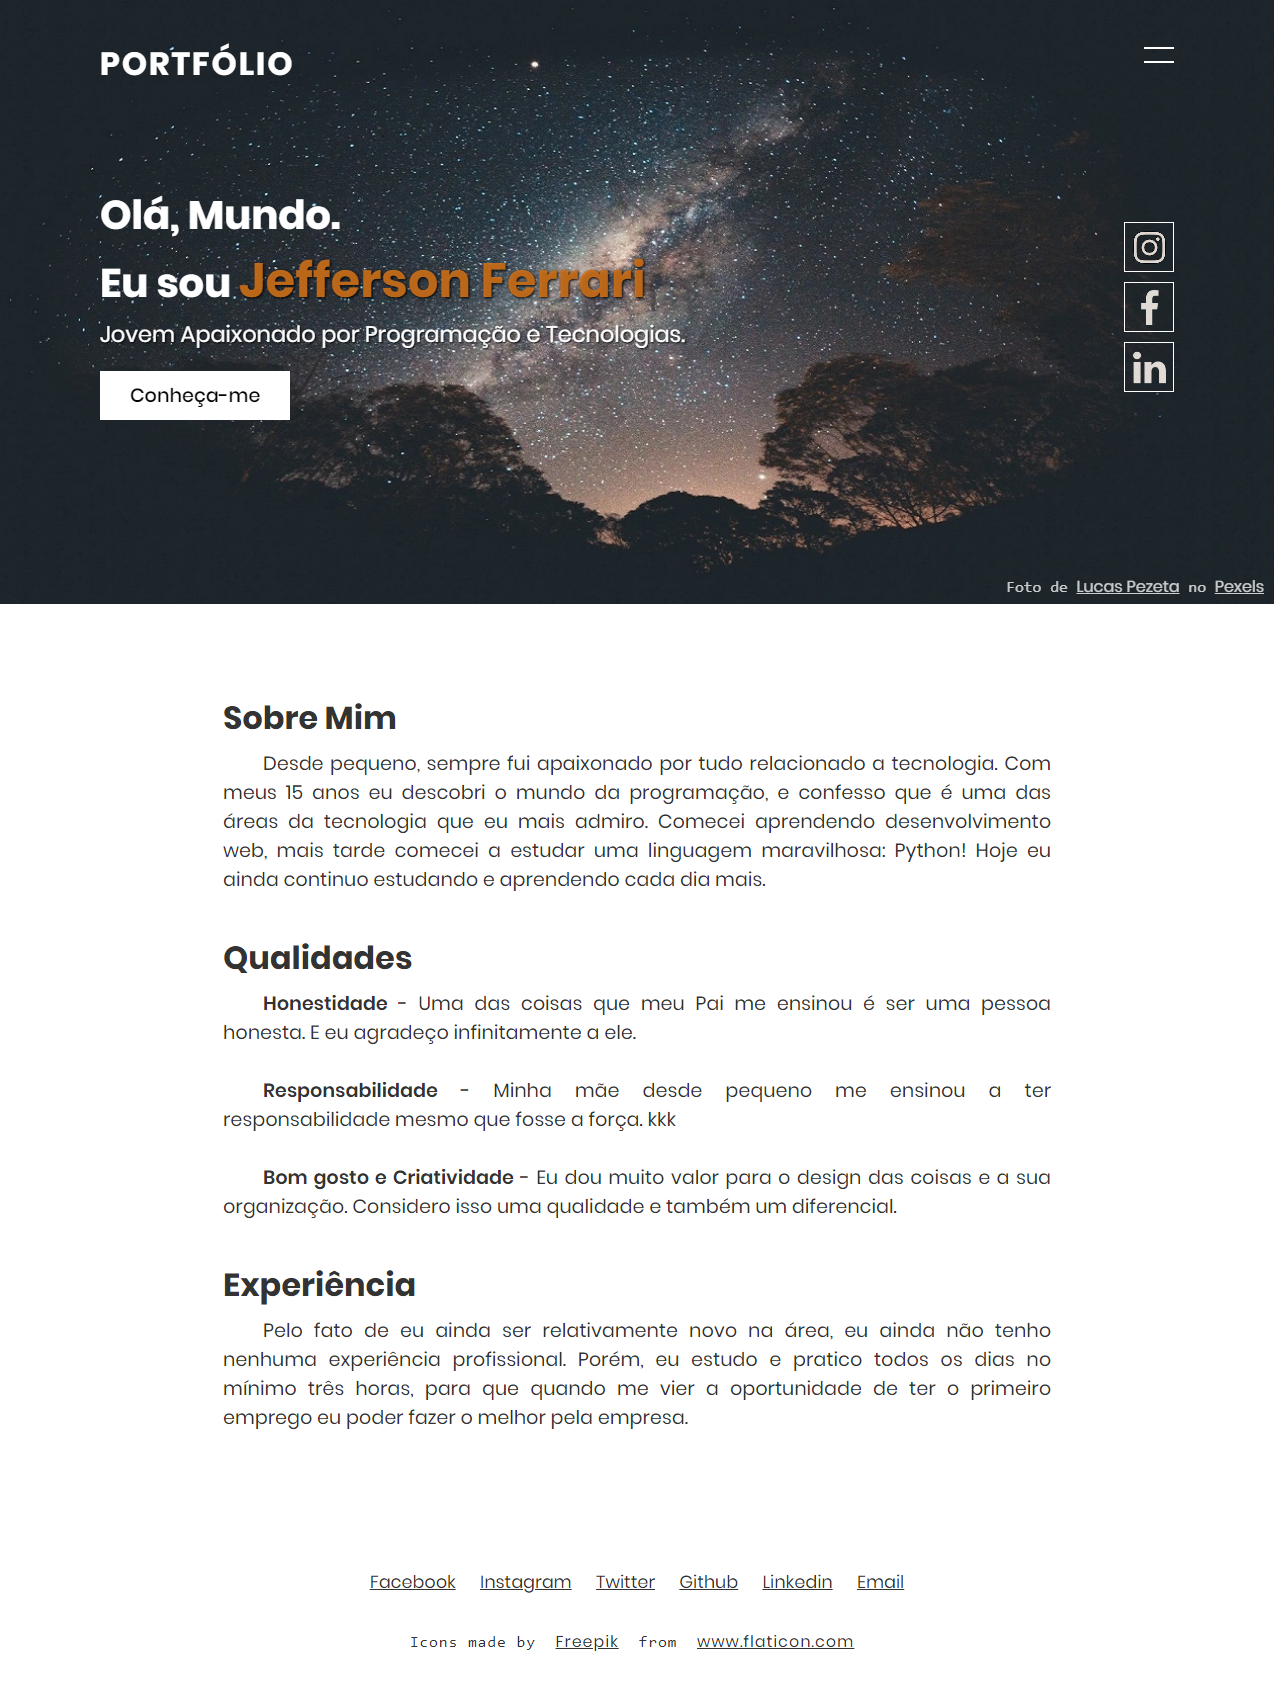 PORTFÓLIO
Olá, Mundo.
Eu sou Jefferson Ferrari
Jovem Apaixonado por Programação e Tecnologias.
Conheça-me
Foto de Lucas Pezeta no Pexels
Sobre Mim
Desde pequeno, sempre fui apaixonado por tudo relacionado a tecnologia. Com
meus 15 anos eu descobri o mundo da programação, e confesso que é uma das
áreas da tecnologia que eu mais admiro. Comecei aprendendo desenvolvimento
web, mais tarde comecei a estudar uma linguagem maravilhosa: Python! Hoje eu
ainda continuo estudando e aprendendo cada dia mais.
Qualidades
Honestidade - Uma das coisas que meu Pai me ensinou é ser uma pessoa
honesta. E eu agradeço infinitamente a ele.
Responsabilidade - Minha mãe desde pequeno me ensinou a ter
responsabilidade mesmo que fosse a força. kkk
Bom gosto e Criatividade - Eu dou muito valor para o design das coisas e a sua
organização. Considero isso uma qualidade e também um diferencial.
Experiência
Pelo fato de eu ainda ser relativamente novo na área, eu ainda não tenho
nenhuma experiência profissional. Porém, eu estudo e pratico todos os dias no
mínimo três horas, para que quando me vier a oportunidade de ter o primeiro
emprego eu poder fazer o melhor pela empresa.
Facebook Instagram Twitter Github Linkedin Email
Icons made by Freepik from www.flaticon.com